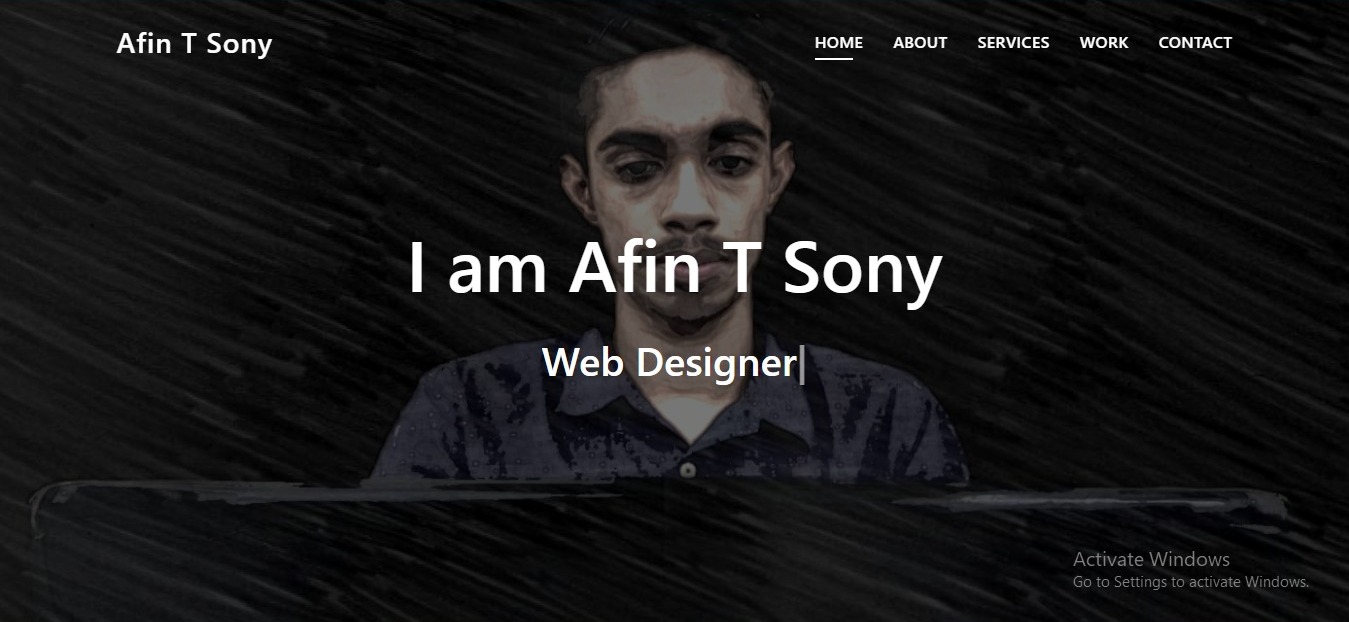 Afin T Sony
HOME ABOUT SERVICES WORK CONTACT
I am Afin T Sony
Web Designer
Activate Windows
Go to Settings to activate Windows.